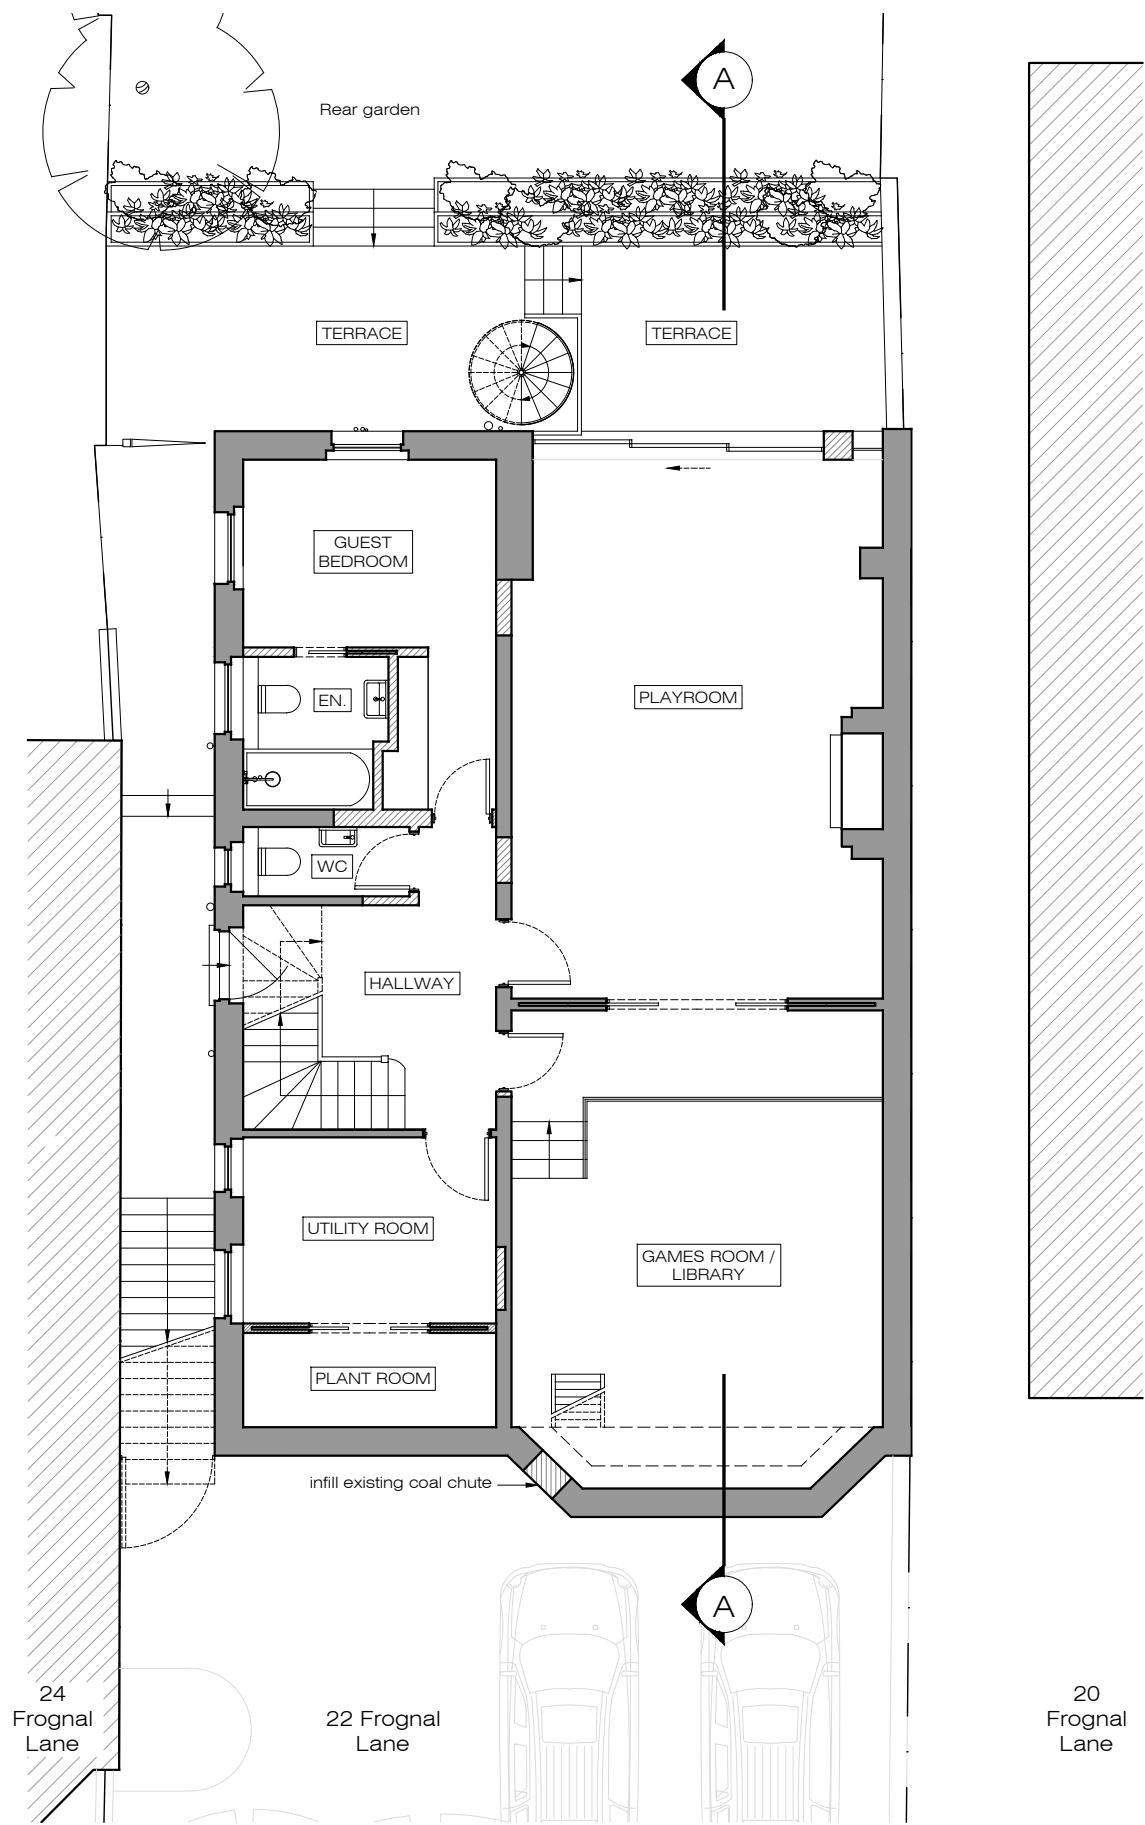 A
Rear garden
TERRACE
TERRACE
GUEST
BEDROOM
EN.
PLAYROOM
WC
HALLWAY
UTILITY ROOM
GAMES ROOM /
LIBRARY
PLANT ROOM
infill existing coal chute
A
24
Frognal
Lane
22 Frognal
Lane
20
Frognal
Lane